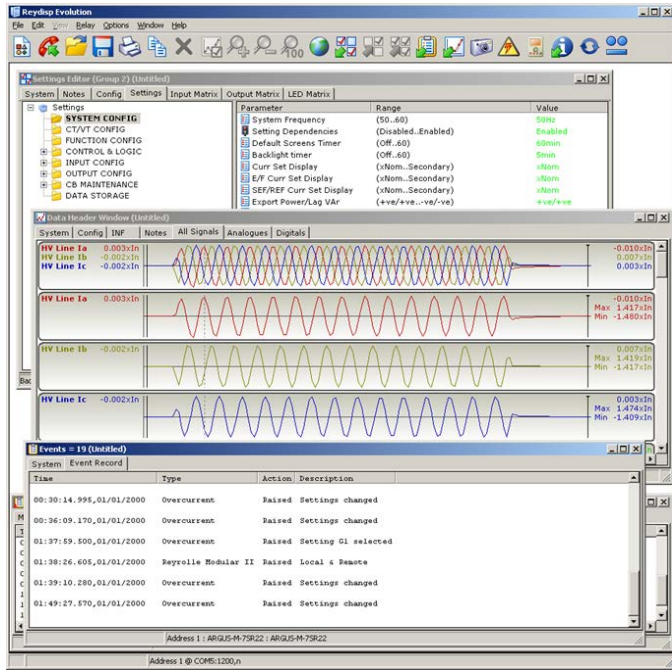 Reydisp Evolution
File Edit View Relay Options Window Help
Settings Editor (Group 2) (Untitled)
System Notes Config Settings Input Matrix Output Matrix LED Matrix
Settings
SYSTEM CONFIG
CT/VT CONFIG
FUNCTION CONFIG
CONTROL & LOGIC
INPUT CONFIG
OUTPUT CONFIG
CB MAINTENANCE
DATA STORAGE
Parameter Range Value
System Frequency (50..60) 50Hz
Setting Dependencies (Disabled..Enabled) Enabled
Default Screens Timer (Off..60) 60min
Backlight timer (Off..60) 5min
Curr Set Display (xNom..Secondary) xNom
E/F Curr Set Display (xNom..Secondary) xNom
SEF/REF Curr Set Display (xNom..Secondary) xNom
Export Power/Lag VAr (+ve/+ve..-ve/-ve) +ve/+ve
Data Header Window (Untitled)
System Config INF Notes All Signals Analogues Digitals
HV Line Ia 0.003xIn -0.010xIn
HV Line Ib -0.002xIn 0.007xIn
HV Line Ic -0.002xIn 0.003xIn
HV Line Ia 0.003xIn -0.010xIn
Max 1.417xIn
Min -1.480xIn
HV Line Ib -0.002xIn 0.007xIn
Max 1.419xIn
Min -1.417xIn
HV Line Ic -0.002xIn 0.003xIn
Max 1.474xIn
Min -1.409xIn
Events = 19 (Untitled)
System Event Record
Time Type Action Description
00:30:14.995,01/01/2000 Overcurrent Raised Settings changed
00:36:09.170,01/01/2000 Overcurrent Raised Settings changed
01:37:59.500,01/01/2000 Overcurrent Raised Setting G1 selected
01:38:26.605,01/01/2000 Reyrolle Modular II Raised Local & Remote
01:39:10.280,01/01/2000 Overcurrent Raised Settings changed
01:49:27.570,01/01/2000 Overcurrent Raised Settings changed
Address 1 : ARGUS-M-7SR22 : ARGUS-M-7SR22
Address 1 @ COM5:1200,n